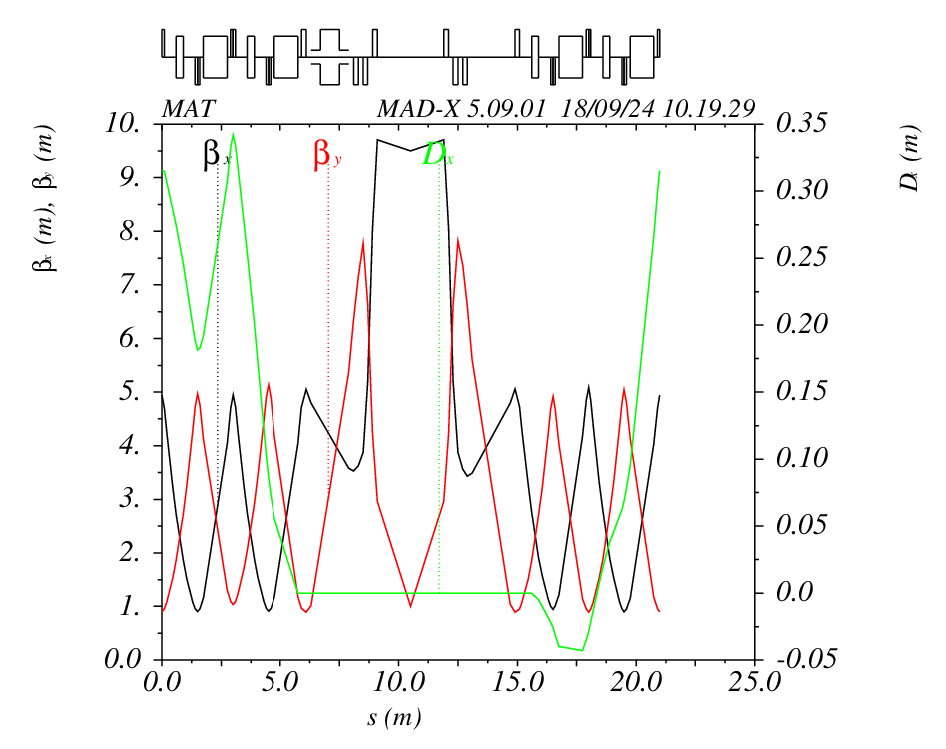 MAT MAD-X 5.09.01 18/09/24 10.19.29
10. 0.35
βx βy Dx
9. 0.30
8. 0.25
7.
6. 0.20
5. 0.15
4. 0.10
3. 0.05
2. 0.0
1.
0.0 -0.05
0.0 5.0 10.0 15.0 20.0 25.0
s (m)
βx (m), βy (m)
Dx (m)